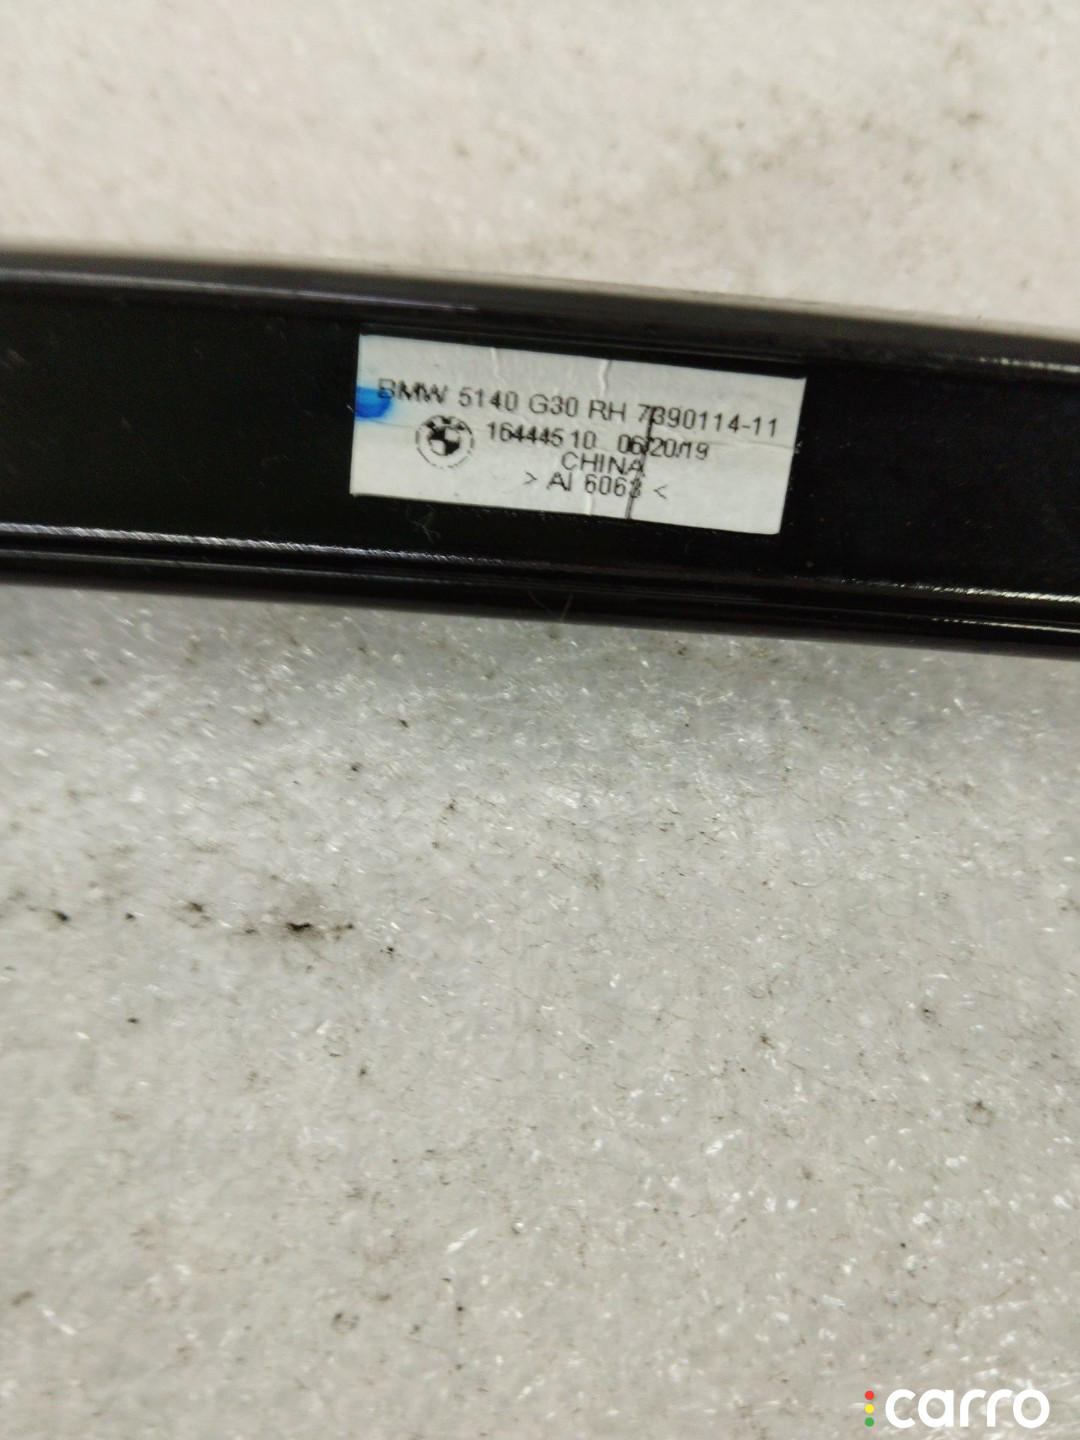 BMW 5140 G30 RH 7390114-11
16444510 06/20/19
CHINA
> Al 6063 <
carro